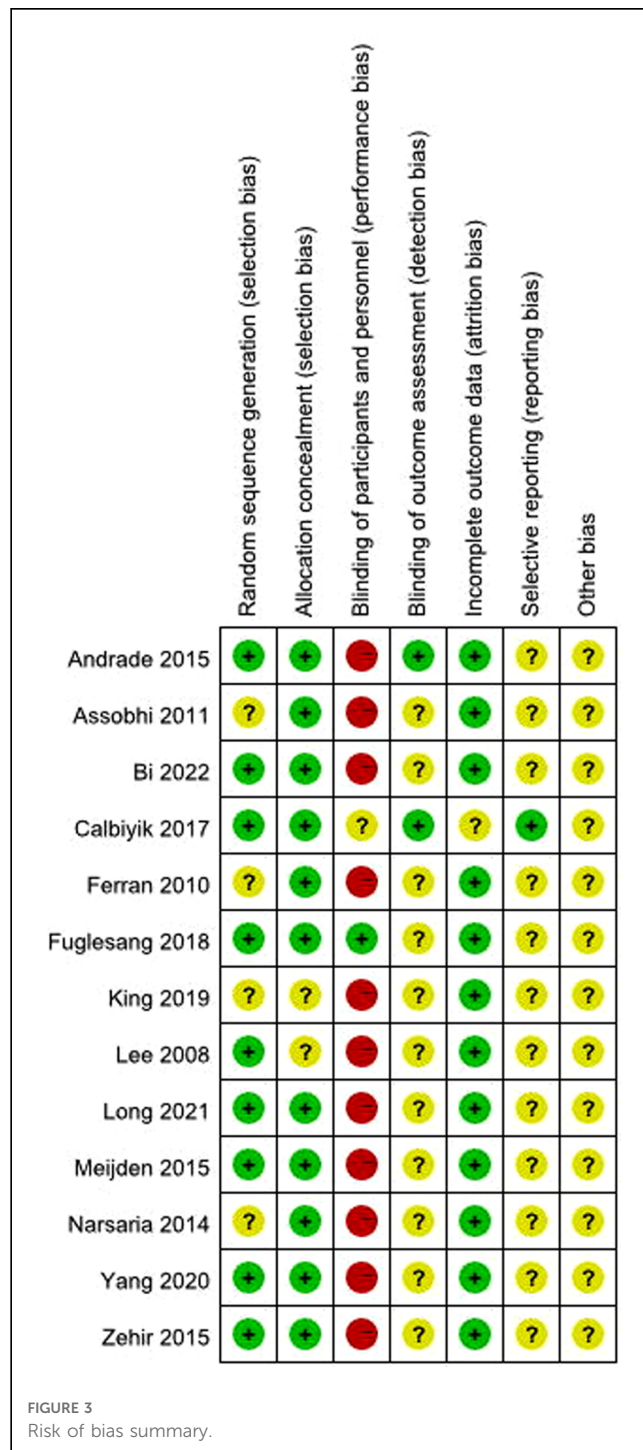 Random sequence generation (selection bias)
Allocation concealment (selection bias)
Blinding of participants and personnel (performance bias)
Blinding of outcome assessment (detection bias)
Incomplete outcome data (attrition bias)
Selective reporting (reporting bias)
Other bias
Andrade 2015 + + - + + ? ?
Assobhi 2011 ? + - ? + ? ?
Bi 2022 + + - ? + ? ?
Calbiyik 2017 + + ? + ? + ?
Ferran 2010 ? + - ? + ? ?
Fuglesang 2018 + + + ? + ? ?
King 2019 ? ? - ? + ? ?
Lee 2008 + ? - ? + ? ?
Long 2021 + + - ? + ? ?
Meijden 2015 + + - ? + ? ?
Narsaria 2014 ? + - ? + ? ?
Yang 2020 + + - ? + ? ?
Zehir 2015 + + - ? + ? ?
FIGURE 3
Risk of bias summary.